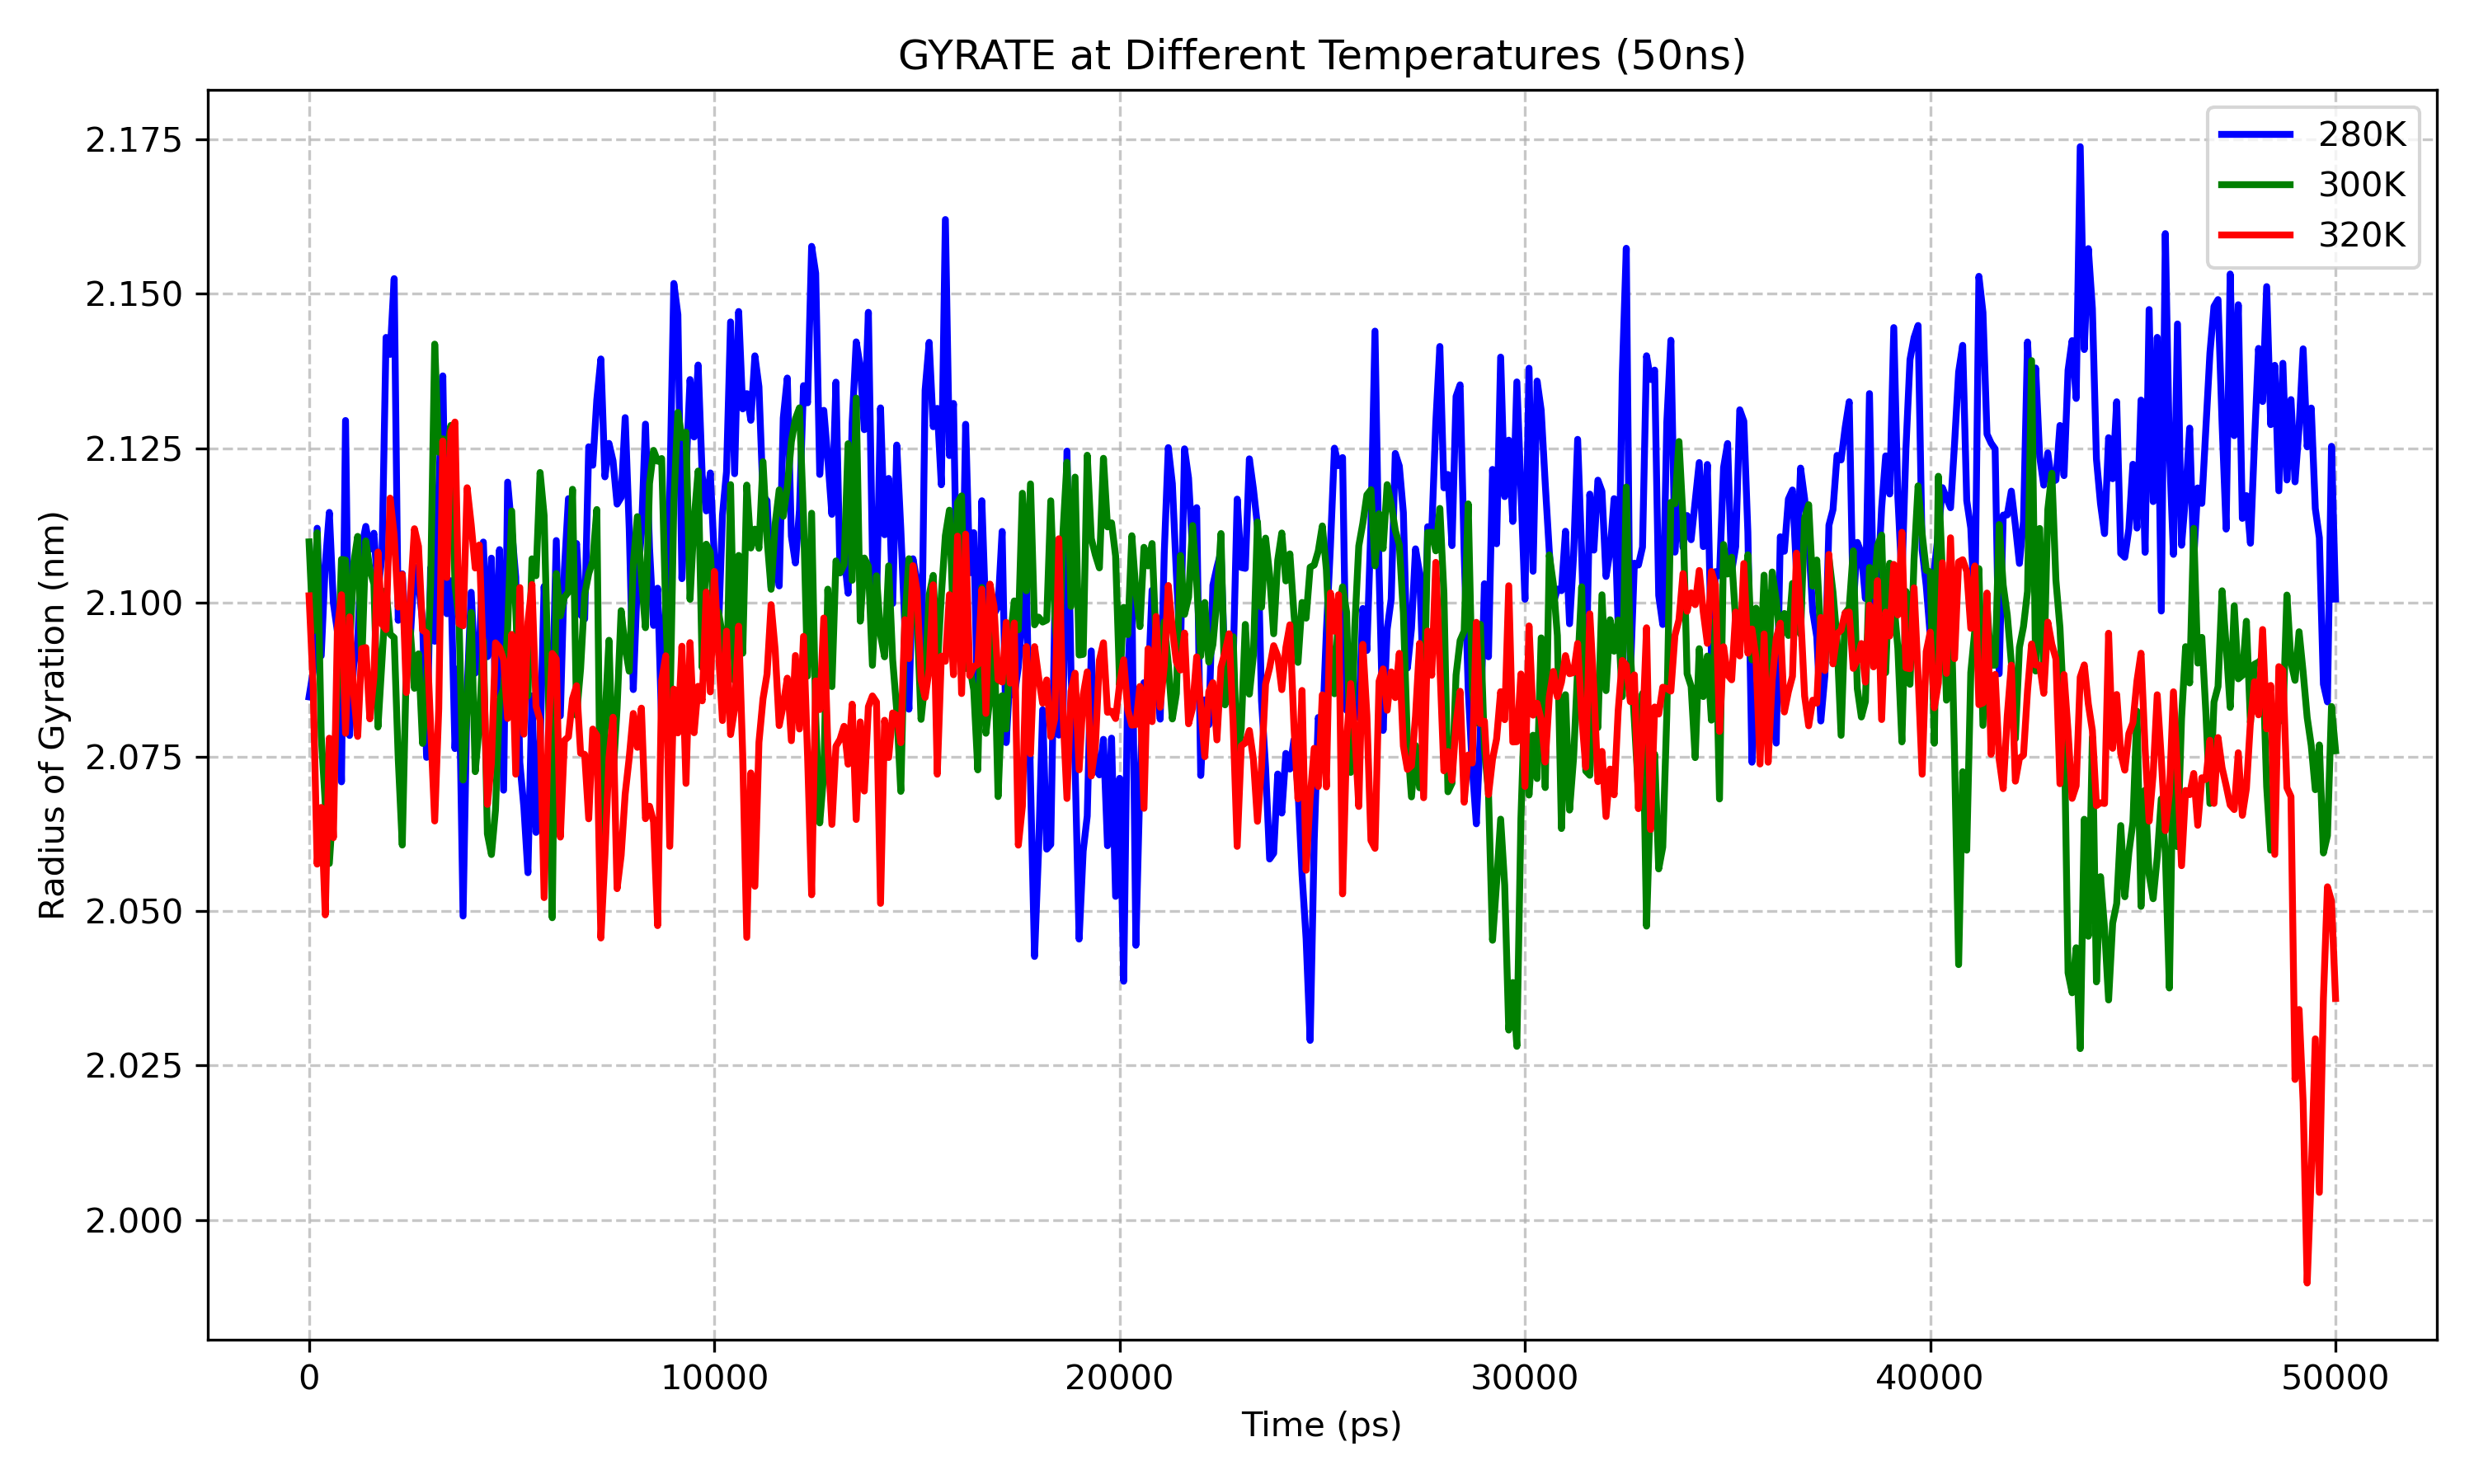 GYRATE at Different Temperatures (50ns)
280K
300K
320K
Radius of Gyration (nm)
2.175
2.150
2.125
2.100
2.075
2.050
2.025
2.000
0 10000 20000 30000 40000 50000
Time (ps)